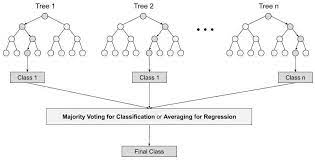 Tree 1 Tree 2 Tree n
Class 1 Class 1 Class n
Majority Voting for Classification or Averaging for Regression
Final Class